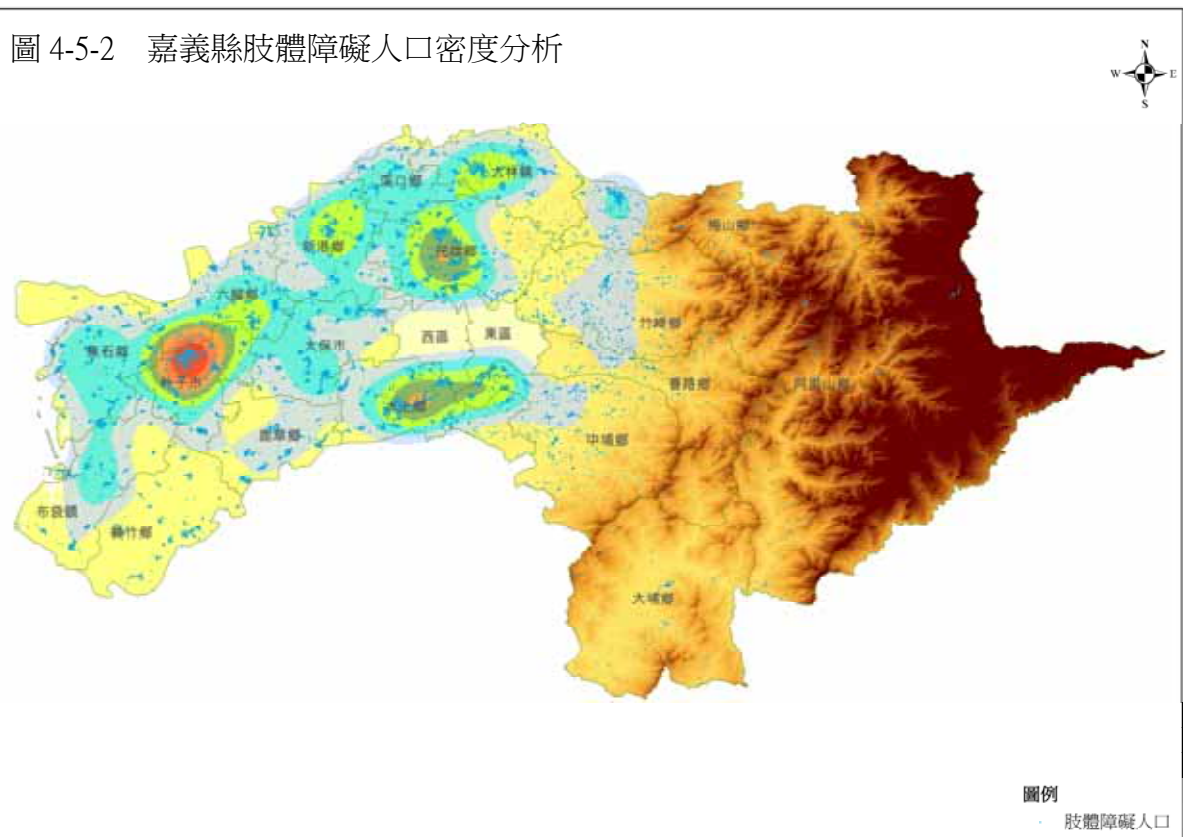 圖 4-5-2 嘉義縣肢體障礙人口密度分析
N
W E
S
大林鎮
溪口鄉
梅山鄉
新港鄉
民雄鄉
六腳鄉
竹崎鄉
西區
東區
太保市
東石鄉
朴子市
番路鄉
阿里山鄉
水上鄉
鹿草鄉
中埔鄉
布袋鎮
義竹鄉
大埔鄉
圖例
肢體障礙人口